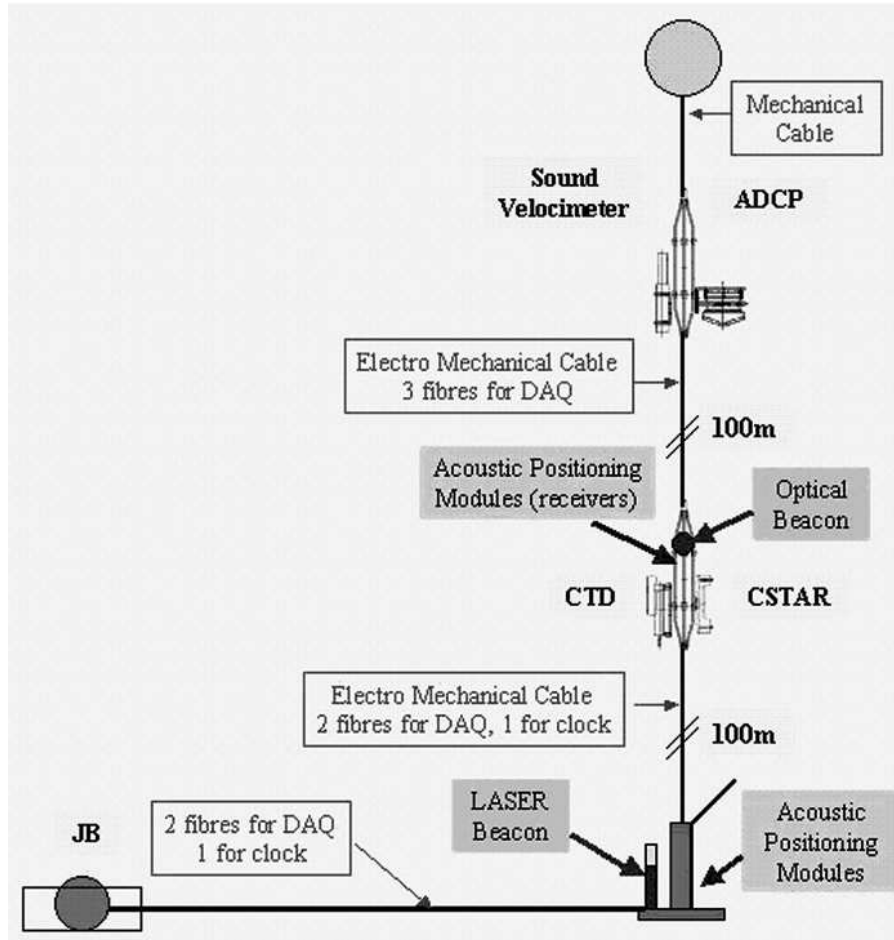 Mechanical
Cable
Sound
Velocimeter
ADCP
Electro Mechanical Cable
3 fibres for DAQ
100m
Acoustic Positioning
Modules (receivers)
Optical
Beacon
CTD
CSTAR
Electro Mechanical Cable
2 fibres for DAQ, 1 for clock
100m
LASER
Beacon
JB
2 fibres for DAQ
1 for clock
Acoustic
Positioning
Modules